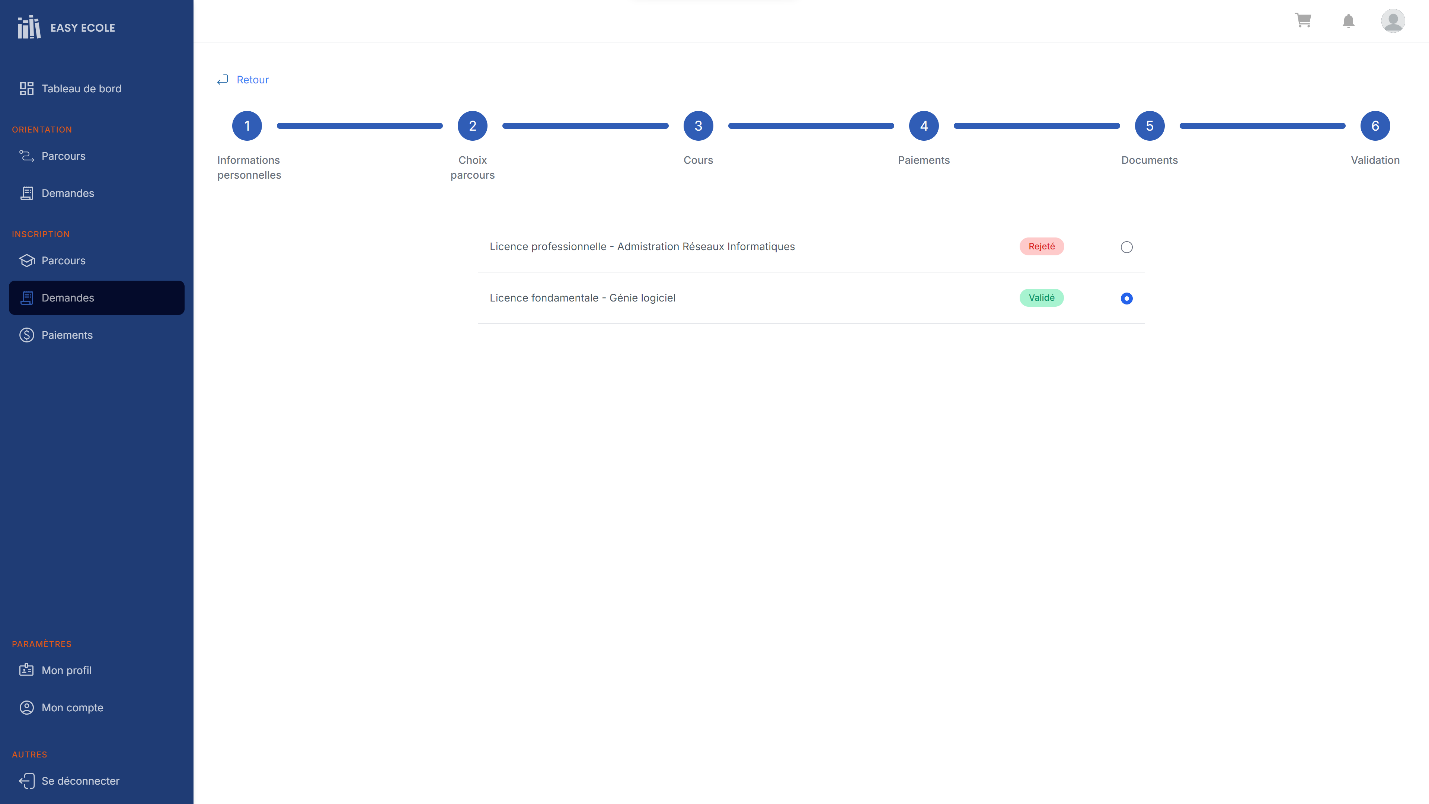 EASY ECOLE
Tableau de bord
ORIENTATION
Parcours
Demandes
INSCRIPTION
Parcours
Demandes
Paiements
PARAMÈTRES
Mon profil
Mon compte
AUTRES
Se déconnecter
Retour
1
2
3
4
5
6
Informations
personnelles
Choix
parcours
Cours
Paiements
Documents
Validation
Licence professionnelle - Admistration Réseaux Informatiques Rejeté
Licence fondamentale - Génie logiciel Validé